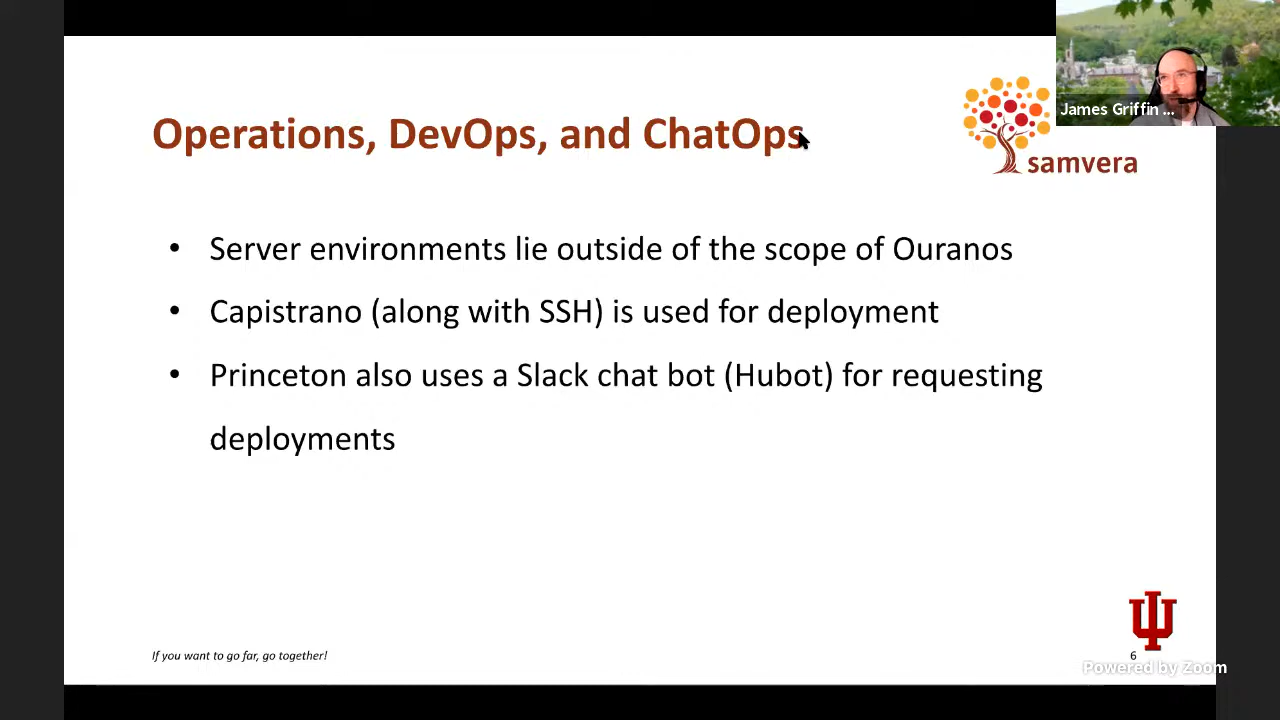 James Griffin ...
Operations, DevOps, and ChatOps
samvera
• Server environments lie outside of the scope of Ouranos
• Capistrano (along with SSH) is used for deployment
• Princeton also uses a Slack chat bot (Hubot) for requesting
deployments
If you want to go far, go together!
6
Powered by Zoom